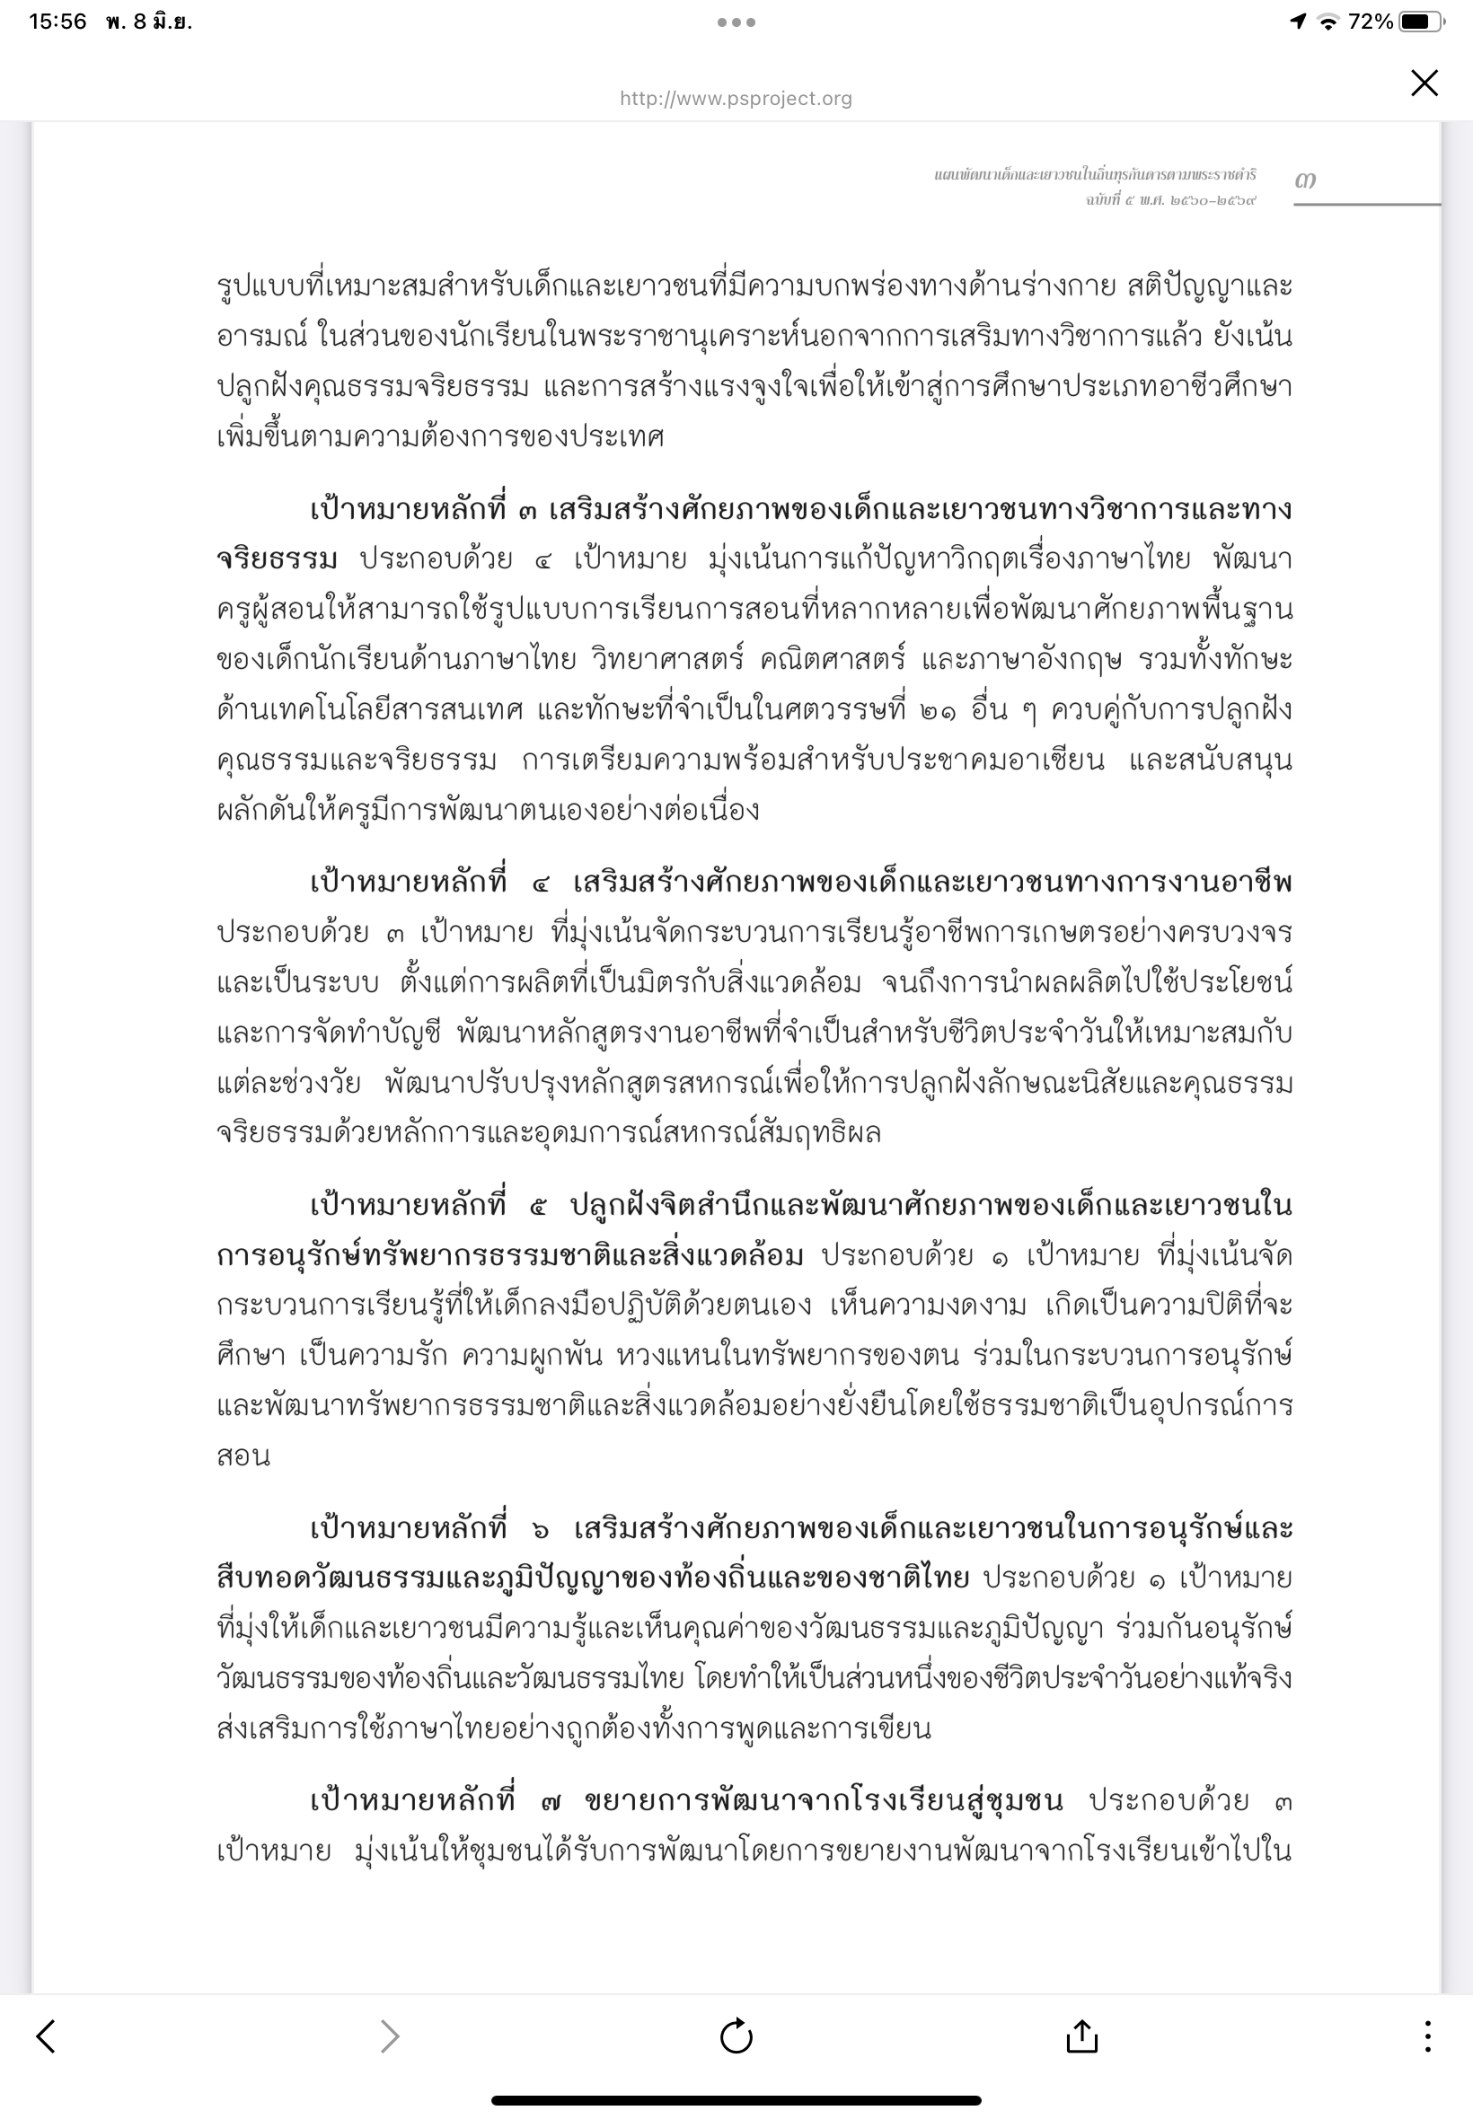 15:56 พ. 8 มิ.ย.
72%
http://www.psproject.org
แผนพัฒนาเด็กและเยาวชนในถิ่นทุรกันดารตามพระราชดำริ ๓
ฉบับที่ ๕ พ.ศ. ๒๕๖๐-๒๕๖๙
รูปแบบที่เหมาะสมสำหรับเด็กและเยาวชนที่มีความบกพร่องทางด้านร่างกาย สติปัญญาและ
อารมณ์ ในส่วนของนักเรียนในพระราชานุเคราะห์นอกจากการเสริมทางวิชาการแล้ว ยังเน้น
ปลูกฝังคุณธรรมจริยธรรม และการสร้างแรงจูงใจเพื่อให้เข้าสู่การศึกษาประเภทอาชีวศึกษา
เพิ่มขึ้นตามความต้องการของประเทศ
เป้าหมายหลักที่ ๓ เสริมสร้างศักยภาพของเด็กและเยาวชนทางวิชาการและทาง
จริยธรรม ประกอบด้วย ๔ เป้าหมาย มุ่งเน้นการแก้ปัญหาวิกฤตเรื่องภาษาไทย พัฒนา
ครูผู้สอนให้สามารถใช้รูปแบบการเรียนการสอนที่หลากหลายเพื่อพัฒนาศักยภาพพื้นฐาน
ของเด็กนักเรียนด้านภาษาไทย วิทยาศาสตร์ คณิตศาสตร์ และภาษาอังกฤษ รวมทั้งทักษะ
ด้านเทคโนโลยีสารสนเทศ และทักษะที่จำเป็นในศตวรรษที่ ๒๑ อื่น ๆ ควบคู่กับการปลูกฝัง
คุณธรรมและจริยธรรม การเตรียมความพร้อมสำหรับประชาคมอาเซียน และสนับสนุน
ผลักดันให้ครูมีการพัฒนาตนเองอย่างต่อเนื่อง
เป้าหมายหลักที่ ๔ เสริมสร้างศักยภาพของเด็กและเยาวชนทางการงานอาชีพ
ประกอบด้วย ๓ เป้าหมาย ที่มุ่งเน้นจัดกระบวนการเรียนรู้อาชีพการเกษตรอย่างครบวงจร
และเป็นระบบ ตั้งแต่การผลิตที่เป็นมิตรกับสิ่งแวดล้อม จนถึงการนำผลผลิตไปใช้ประโยชน์
และการจัดทำบัญชี พัฒนาหลักสูตรงานอาชีพที่จำเป็นสำหรับชีวิตประจำวันให้เหมาะสมกับ
แต่ละช่วงวัย พัฒนาปรับปรุงหลักสูตรสหกรณ์เพื่อให้การปลูกฝังลักษณะนิสัยและคุณธรรม
จริยธรรมด้วยหลักการและอุดมการณ์สหกรณ์สัมฤทธิผล
เป้าหมายหลักที่ ๕ ปลูกฝังจิตสำนึกและพัฒนาศักยภาพของเด็กและเยาวชนใน
การอนุรักษ์ทรัพยากรธรรมชาติและสิ่งแวดล้อม ประกอบด้วย ๑ เป้าหมาย ที่มุ่งเน้นจัด
กระบวนการเรียนรู้ที่ให้เด็กลงมือปฏิบัติด้วยตนเอง เห็นความงดงาม เกิดเป็นความปิติที่จะ
ศึกษา เป็นความรัก ความผูกพัน หวงแหนในทรัพยากรของตน ร่วมในกระบวนการอนุรักษ์
และพัฒนาทรัพยากรธรรมชาติและสิ่งแวดล้อมอย่างยั่งยืนโดยใช้ธรรมชาติเป็นอุปกรณ์การ
สอน
เป้าหมายหลักที่ ๖ เสริมสร้างศักยภาพของเด็กและเยาวชนในการอนุรักษ์และ
สืบทอดวัฒนธรรมและภูมิปัญญาของท้องถิ่นและของชาติไทย ประกอบด้วย ๑ เป้าหมาย
ที่มุ่งให้เด็กและเยาวชนมีความรู้และเห็นคุณค่าของวัฒนธรรมและภูมิปัญญา ร่วมกันอนุรักษ์
วัฒนธรรมของท้องถิ่นและวัฒนธรรมไทย โดยทำให้เป็นส่วนหนึ่งของชีวิตประจำวันอย่างแท้จริง
ส่งเสริมการใช้ภาษาไทยอย่างถูกต้องทั้งการพูดและการเขียน
เป้าหมายหลักที่ ๗ ขยายการพัฒนาจากโรงเรียนสู่ชุมชน ประกอบด้วย ๓
เป้าหมาย มุ่งเน้นให้ชุมชนได้รับการพัฒนาโดยการขยายงานพัฒนาจากโรงเรียนเข้าไปใน